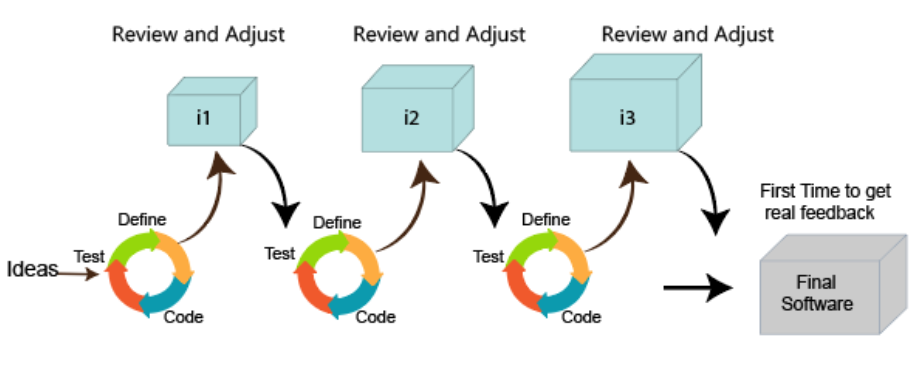 Review and Adjust
Review and Adjust
Review and Adjust
i1
i2
i3
First Time to get
real feedback
Define
Define
Define
Test
Test
Test
Ideas
Final
Software
Code
Code
Code